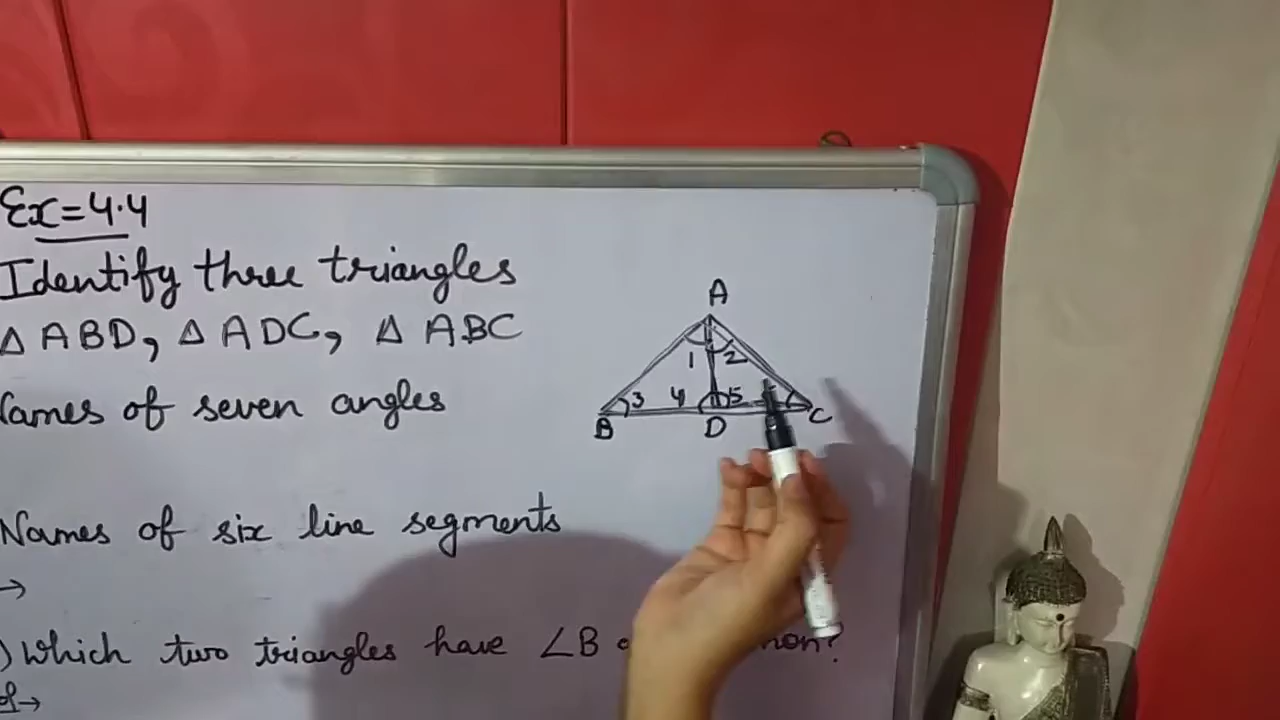 Ex=4.4
Identify three triangles
△ ABD, △ ADC, △ ABC
Names of seven angles
Names of six line segments
→
) Which two triangles have ∠B
→
A
1 2
3 4 5
B D C